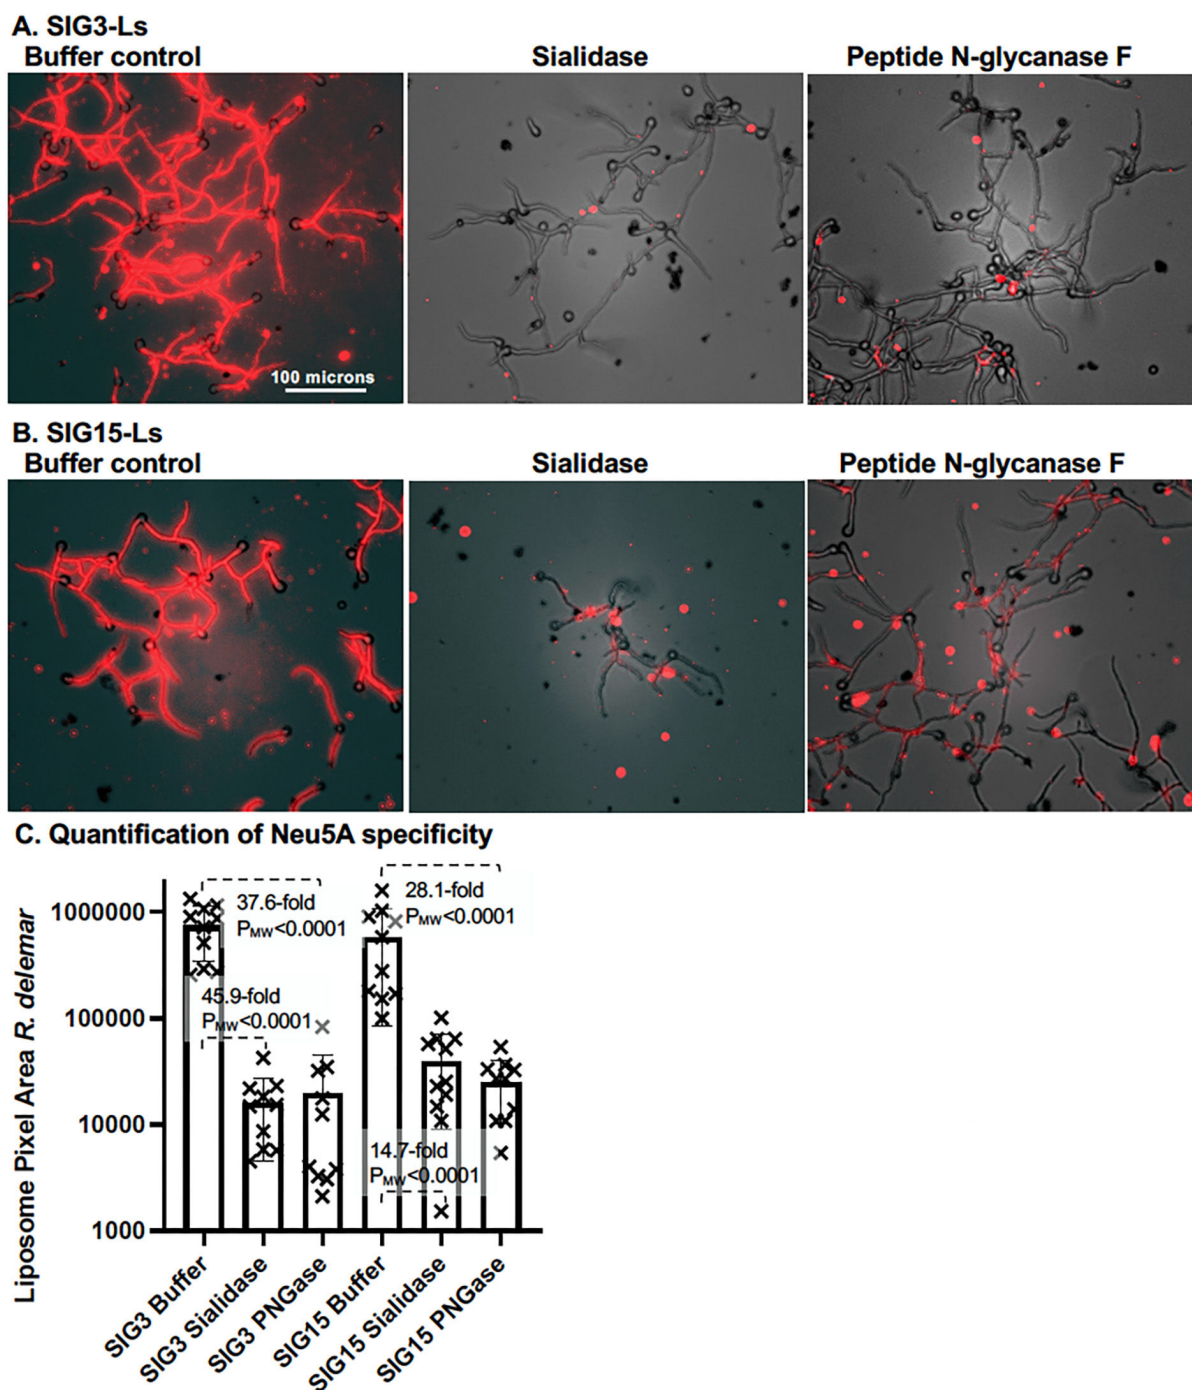 A. SIG3-Ls
Buffer control
Sialidase
Peptide N-glycanase F
100 microns
B. SIG15-Ls
Buffer control
Sialidase
Peptide N-glycanase F
C. Quantification of Neu5A specificity
Liposome Pixel Area R. delemar
1000000
100000
10000
1000
37.6-fold
PMW<0.0001
45.9-fold
PMW<0.0001
28.1-fold
PMW<0.0001
14.7-fold
PMW<0.0001
SIG3 Buffer
SIG3 Sialidase
SIG3 PNGase
SIG15 Buffer
SIG15 Sialidase
SIG15 PNGase